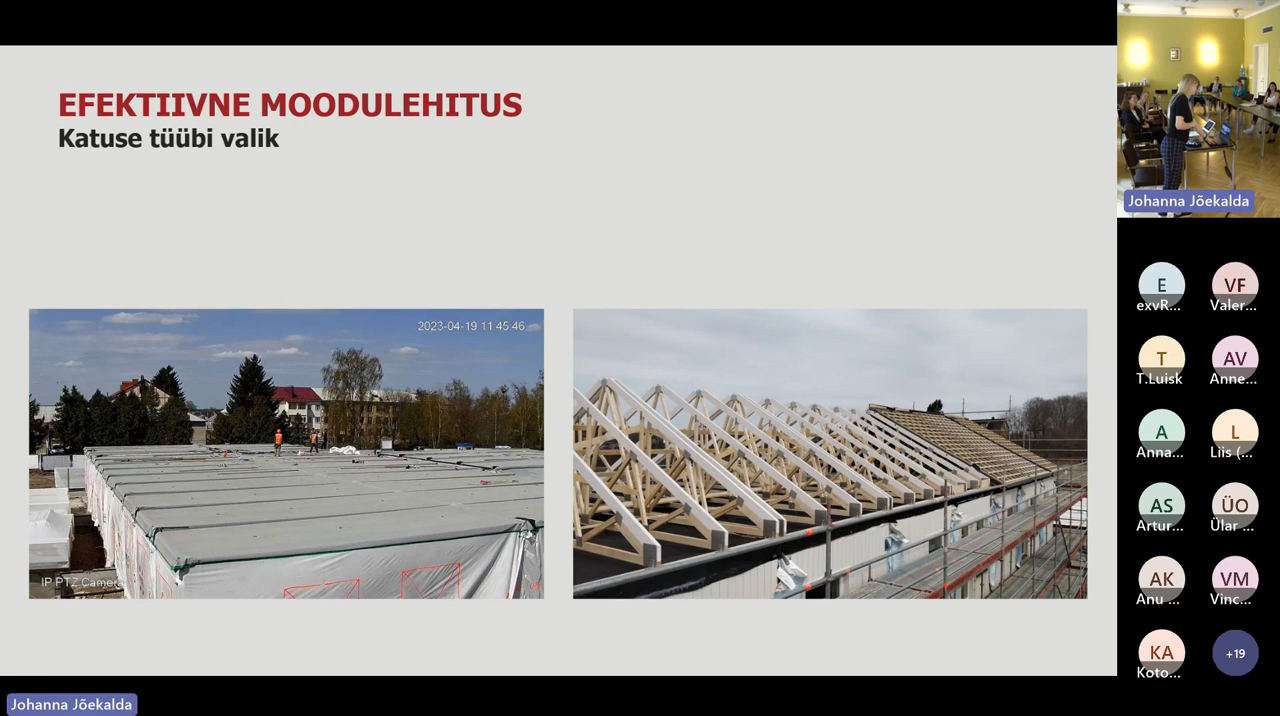 EFEKTIIVNE MOODULEHITUS
Katuse tüübi valik
2023-04-19 11:45:46
IP PTZ Camera
Johanna Jõekalda
E
exvR...
VF
Valer...
T
T.Luisk
AV
Anne...
A
Anna...
L
Liis (...
AS
Artur...
ÜO
Ülar ...
AK
Anu ...
VM
Vinc...
KA
Koto...
+19
Johanna Jõekalda